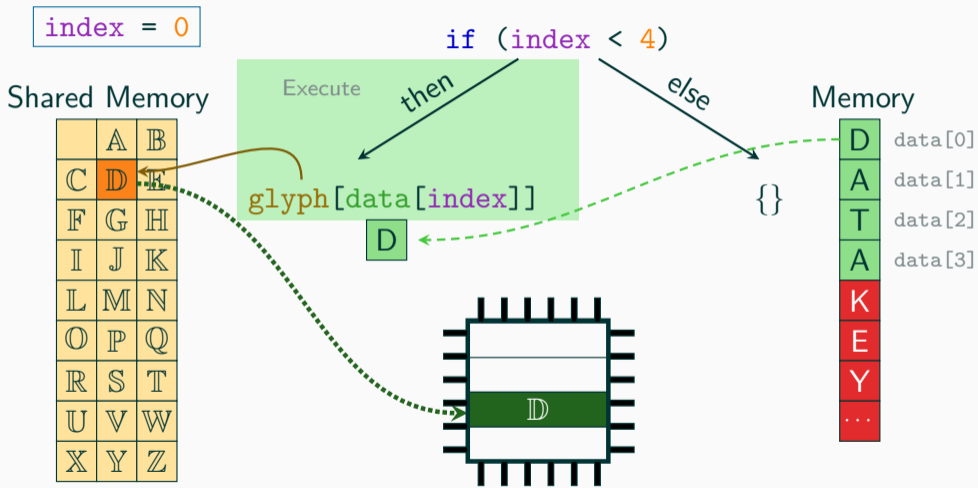 index = 0
if (index < 4)
Execute
then
else
Shared Memory
Memory
𝔸 𝔹
ℂ 𝔻 𝔼
𝔽 𝔾 ℍ
𝕀 𝕁 𝕂
𝕃 𝕄 ℕ
𝕆 ℙ ℚ
ℝ 𝕊 𝕋
𝕌 𝕍 𝕎
𝕏 𝕐 ℤ
glyph[data[index]]
D
{}
D data[0]
A data[1]
T data[2]
A data[3]
K
E
Y
...
𝔻